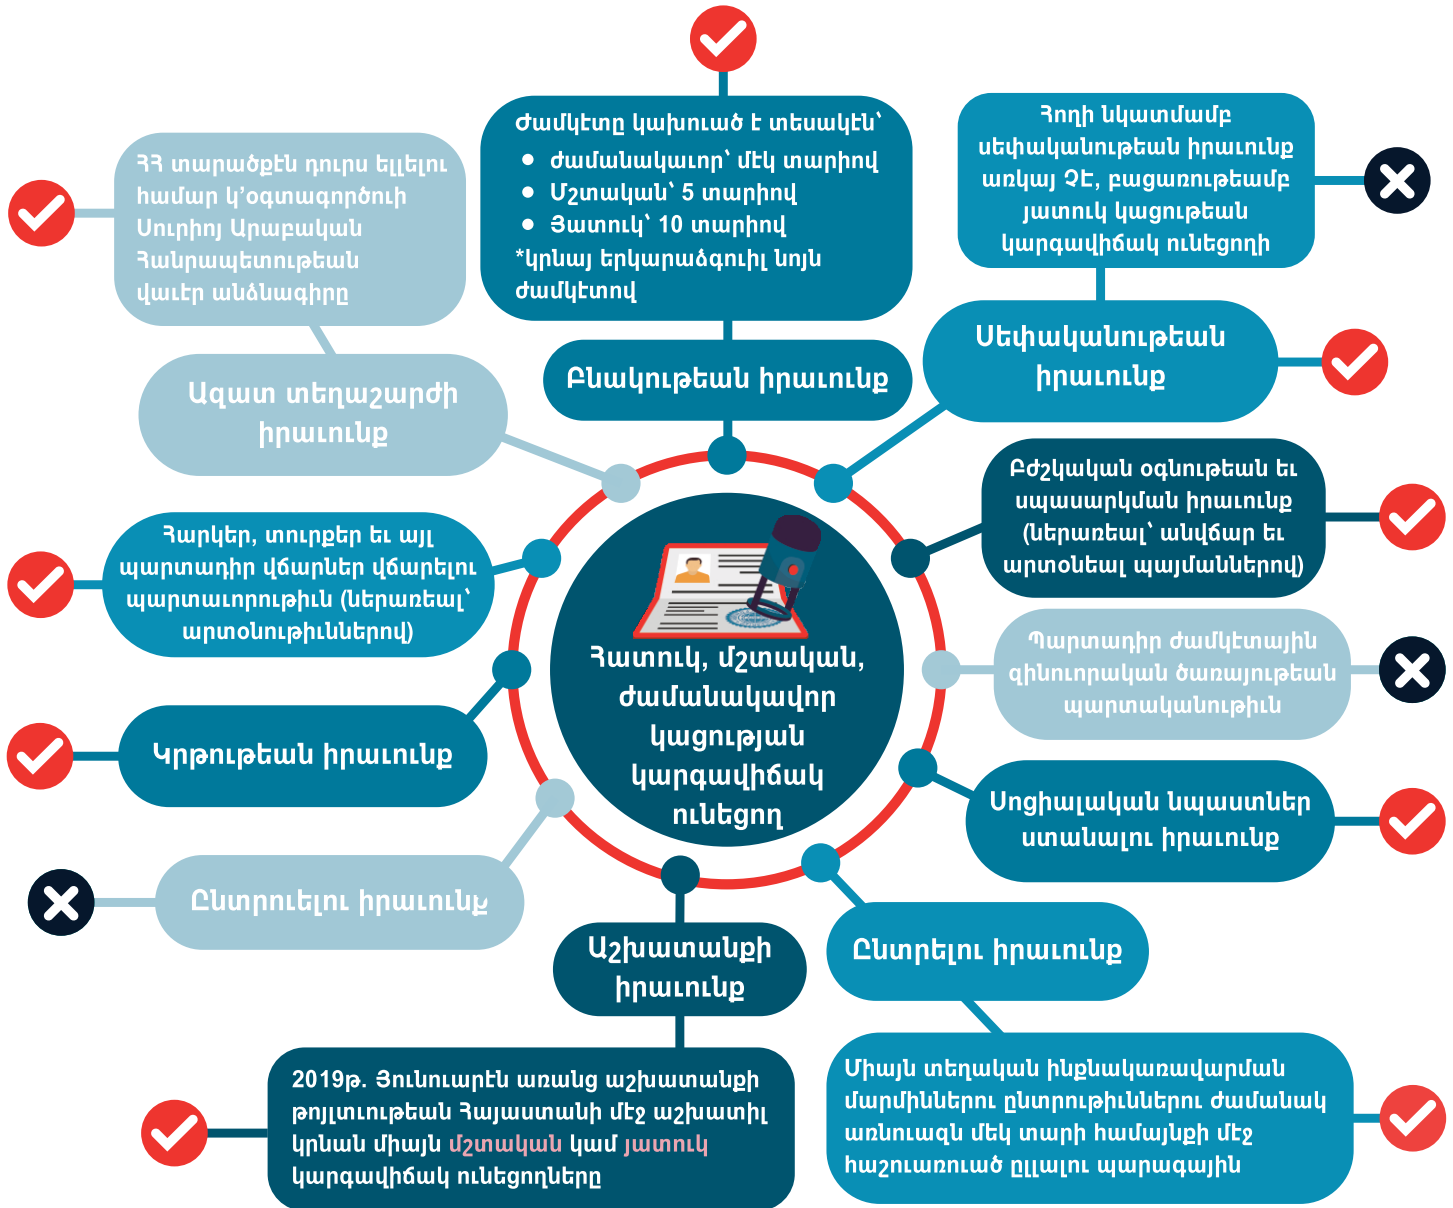 Ժամկէտը կախուած է տեսակէն՝
● Ժամանակաւոր՝ մէկ տարիով
● Մշտական՝ 5 տարիով
● Յատուկ՝ 10 տարիով
*կրնայ երկարաձգուիլ նոյն
ժամկէտով
Բնակութեան իրաւունք
Հողի նկատմամբ
սեփականութեան իրաւունք
առկայ ՉԷ, բացառութեամբ
յատուկ կացութեան
կարգավիճակ ունեցողի
Սեփականութեան
իրաւունք
Բժշկական օգնութեան եւ
սպասարկման իրաւունք
(ներառեալ՝ անվճար եւ
արտօնեալ պայմաններով)
Պարտադիր ժամկէտային
զինուորական ծառայութեան
պարտականութիւն
Սոցիալական նպաստներ
ստանալու իրաւունք
Ընտրելու իրաւունք
Միայն տեղական ինքնակառավարման
մարմիններու ընտրութիւններու ժամանակ
առնուազն մեկ տարի համայնքի մէջ
հաշուառուած ըլլալու պարագային
Աշխատանքի
իրաւունք
2019թ. Յունուարէն առանց աշխատանքի
թոյլտւութեան Հայաստանի մէջ աշխատիլ
կրնան միայն մշտական կամ յատուկ
կարգավիճակ ունեցողները
Ընտրուելու իրաւունք
Կրթութեան իրաւունք
Հարկեր, տուրքեր եւ այլ
պարտադիր վճարներ վճարելու
պարտաւորութիւն (ներառեալ՝
արտօնութիւններով)
ՀՀ տարածքէն դուրս ելլելու
համար կ’օգտագործուի
Սուրիոյ Արաբական
Հանրապետութեան
վաւէր անձնագիրը
Ազատ տեղաշարժի
իրաւունք
Հատուկ, մշտական,
ժամանակավոր
կացության
կարգավիճակ
ունեցող